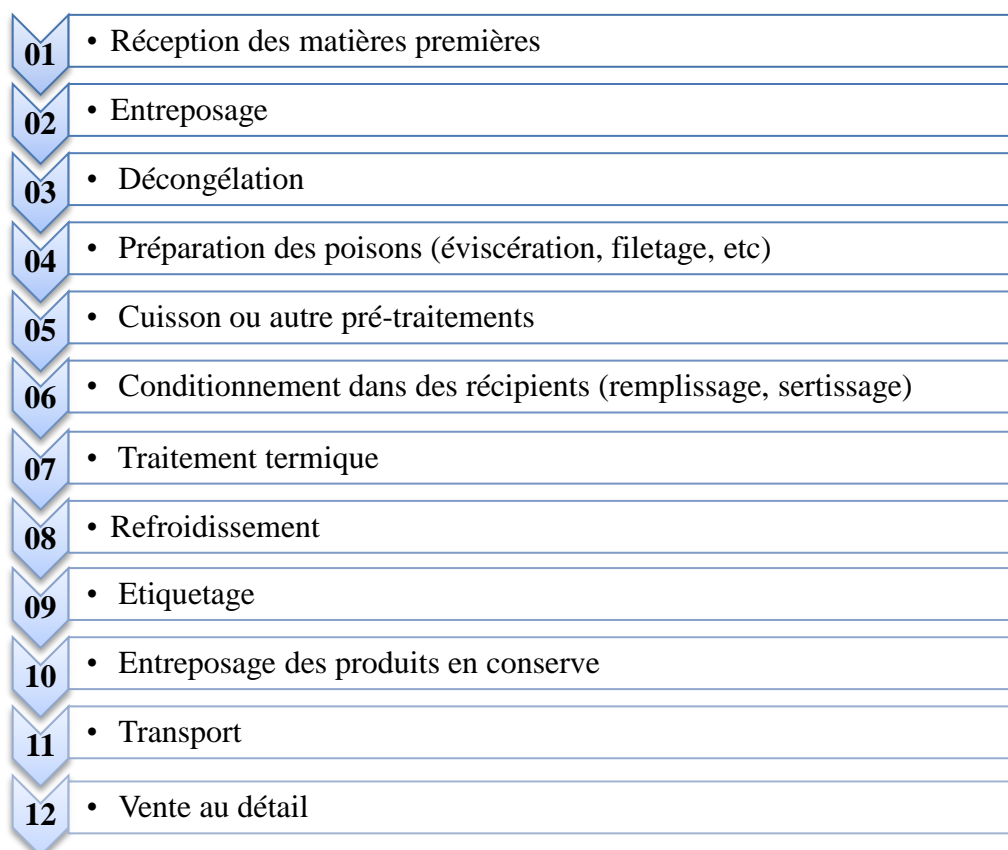 01 • Réception des matières premières
02 • Entreposage
03 • Décongélation
04 • Préparation des poisons (éviscération, filetage, etc)
05 • Cuisson ou autre pré-traitements
06 • Conditionnement dans des récipients (remplissage, sertissage)
07 • Traitement termique
08 • Refroidissement
09 • Etiquetage
10 • Entreposage des produits en conserve
11 • Transport
12 • Vente au détail